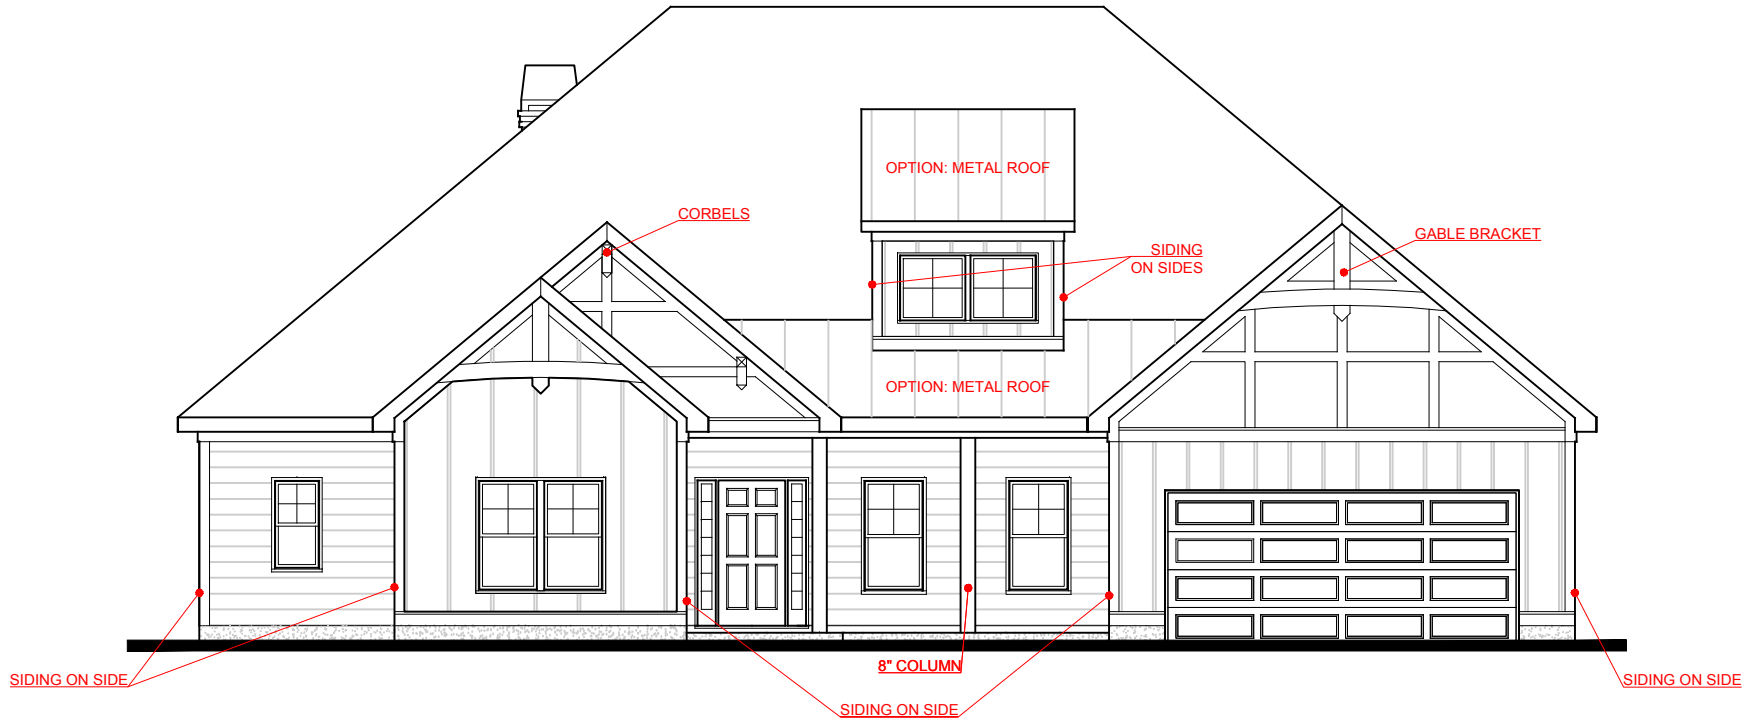 OPTION: METAL ROOF
CORBELS
GABLE BRACKET
SIDING
ON SIDES
OPTION: METAL ROOF
8" COLUMN
SIDING ON SIDE
SIDING ON SIDE
SIDING ON SIDE